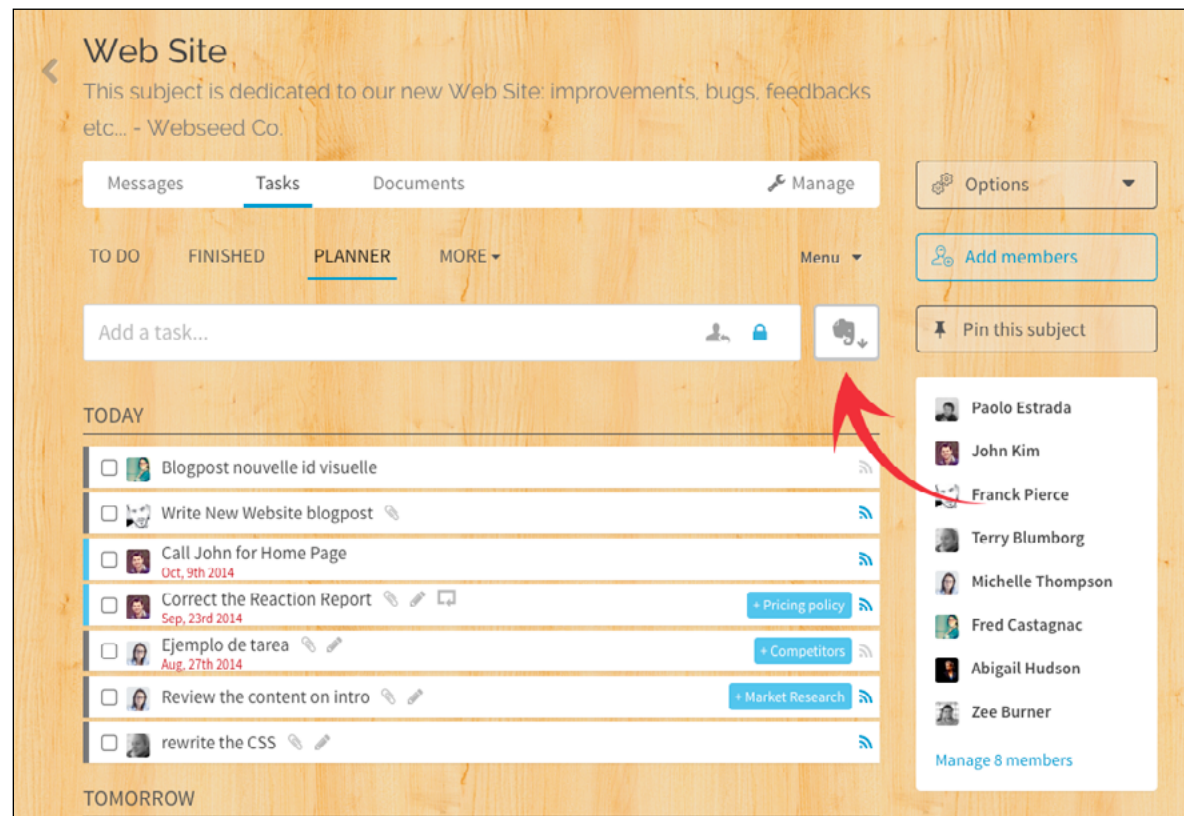 Web Site
This subject is dedicated to our new Web Site: improvements, bugs, feedbacks
etc... - Webseed Co.
Messages Tasks Documents Manage
Options
TO DO FINISHED PLANNER MORE Menu
Add members
Add a task...
Pin this subject
TODAY
Blogpost nouvelle id visuelle
Write New Website blogpost
Call John for Home Page
Oct, 9th 2014
Correct the Reaction Report
Sep, 23rd 2014
+ Pricing policy
Ejemplo de tarea
Aug, 27th 2014
+ Competitors
Review the content on intro
+ Market Research
rewrite the CSS
TOMORROW
Paolo Estrada
John Kim
Franck Pierce
Terry Blumborg
Michelle Thompson
Fred Castagnac
Abigail Hudson
Zee Burner
Manage 8 members